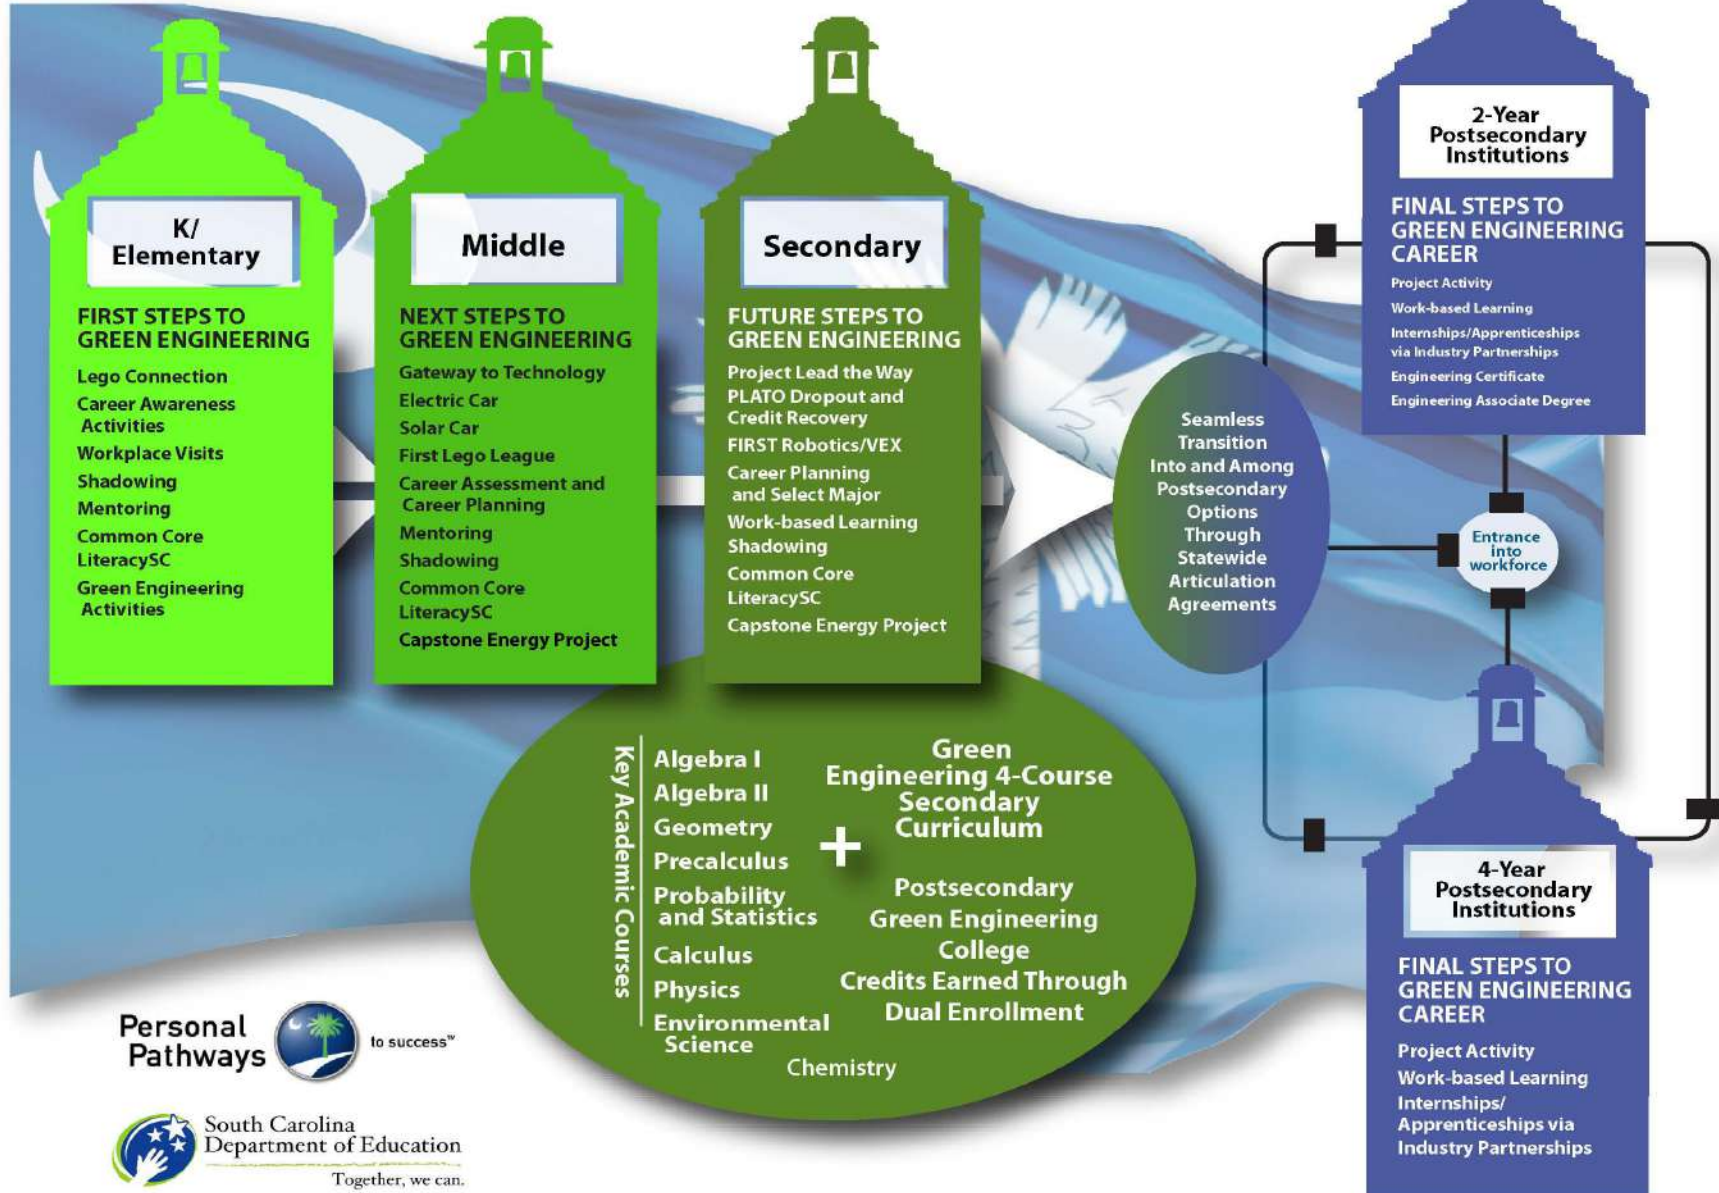 K/
Elementary
FIRST STEPS TO
GREEN ENGINEERING
Lego Connection
Career Awareness
Activities
Workplace Visits
Shadowing
Mentoring
Common Core
LiteracySC
Green Engineering
Activities
Middle
NEXT STEPS TO
GREEN ENGINEERING
Gateway to Technology
Electric Car
Solar Car
First Lego League
Career Assessment and
Career Planning
Mentoring
Shadowing
Common Core
LiteracySC
Capstone Energy Project
Secondary
FUTURE STEPS TO
GREEN ENGINEERING
Project Lead the Way
PLATO Dropout and
Credit Recovery
FIRST Robotics/VEX
Career Planning
and Select Major
Work-based Learning
Shadowing
Common Core
LiteracySC
Capstone Energy Project
Key Academic Courses
Algebra I
Algebra II
Geometry
Precalculus
Probability
and Statistics
Calculus
Physics
Environmental
Science
Chemistry
+
Green
Engineering 4-Course
Secondary
Curriculum
Postsecondary
Green Engineering
College
Credits Earned Through
Dual Enrollment
Seamless
Transition
Into and Among
Postsecondary
Options
Through
Statewide
Articulation
Agreements
2-Year
Postsecondary
Institutions
FINAL STEPS TO
GREEN ENGINEERING
CAREER
Project Activity
Work-based Learning
Internships/Apprenticeships
via Industry Partnerships
Engineering Certificate
Engineering Associate Degree
Entrance
into
workforce
4-Year
Postsecondary
Institutions
FINAL STEPS TO
GREEN ENGINEERING
CAREER
Project Activity
Work-based Learning
Internships/
Apprenticeships via
Industry Partnerships
Personal
Pathways
to success™
South Carolina
Department of Education
Together, we can.